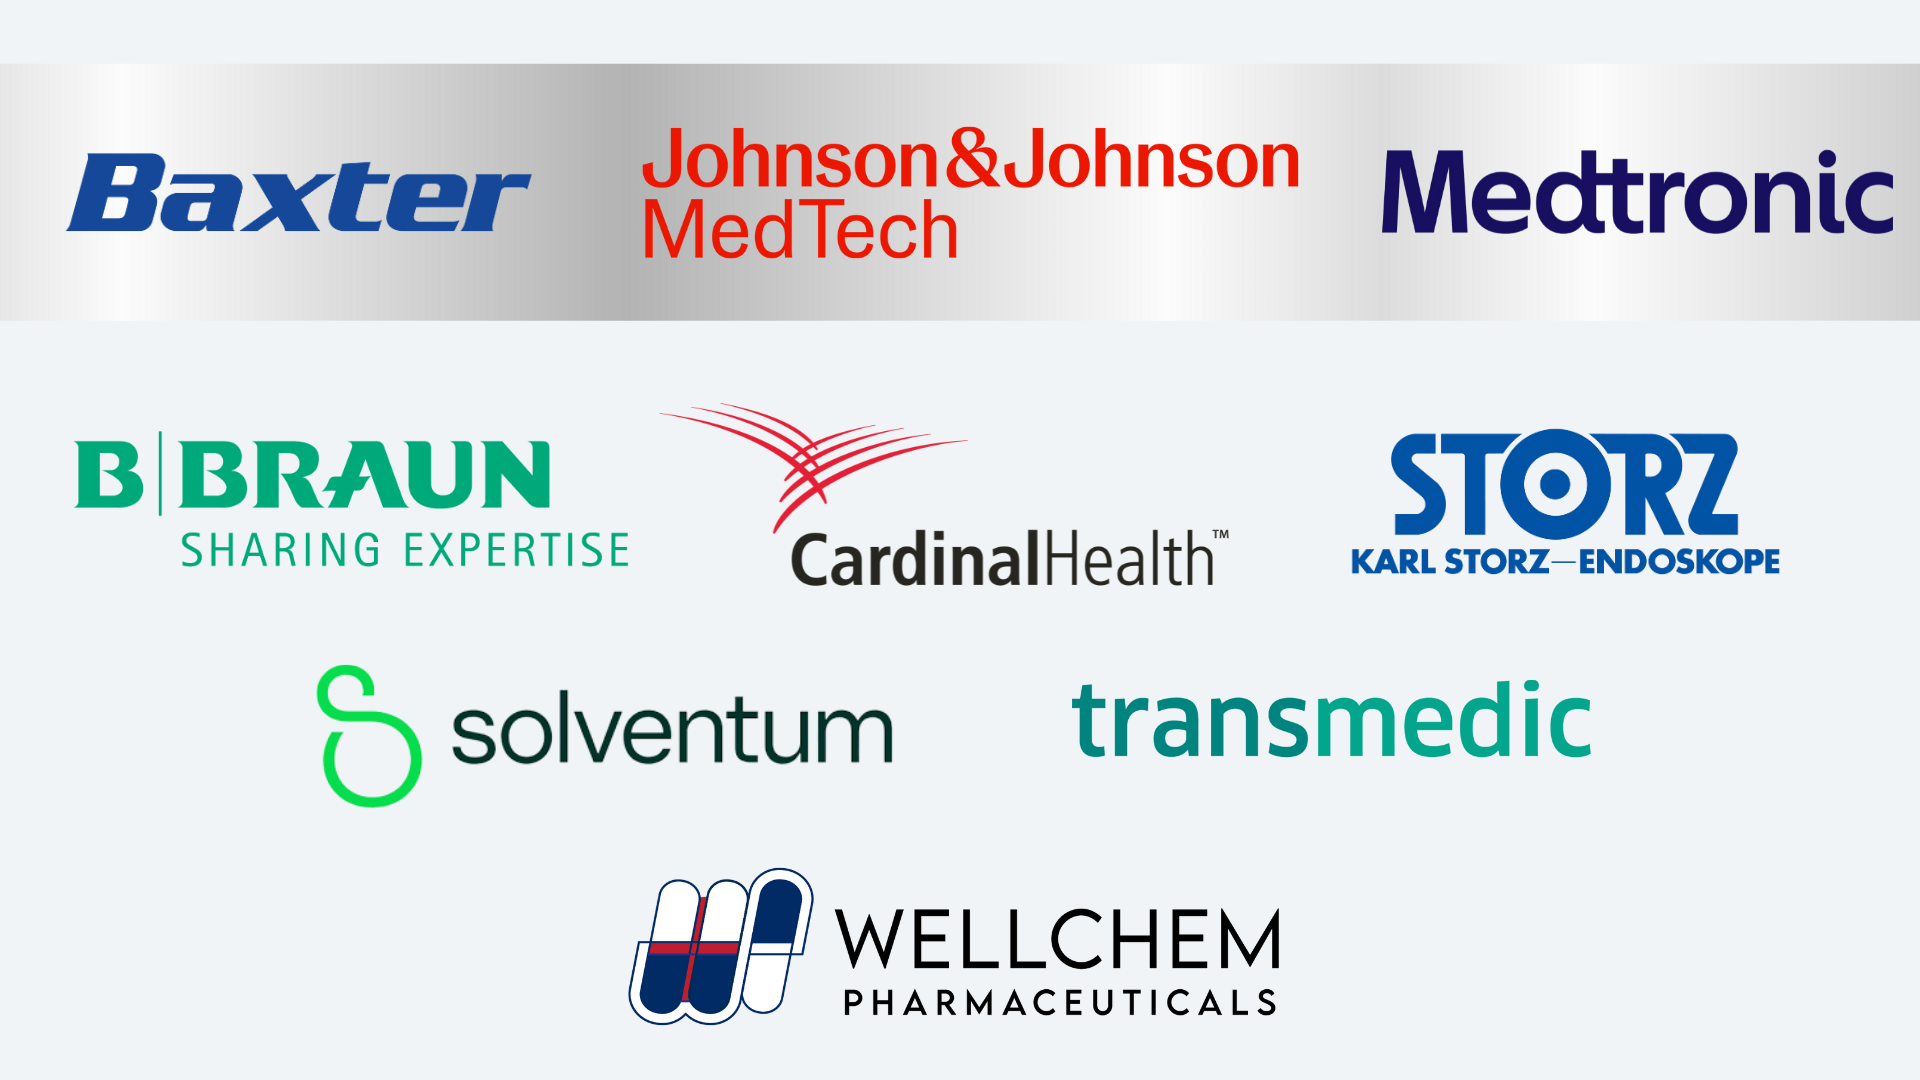 Baxter
Johnson&Johnson
MedTech
Medtronic
B|BRAUN
SHARING EXPERTISE
CardinalHealth™
STORZ
KARL STORZ—ENDOSKOPE
solventum
transmedic
WELLCHEM
PHARMACEUTICALS